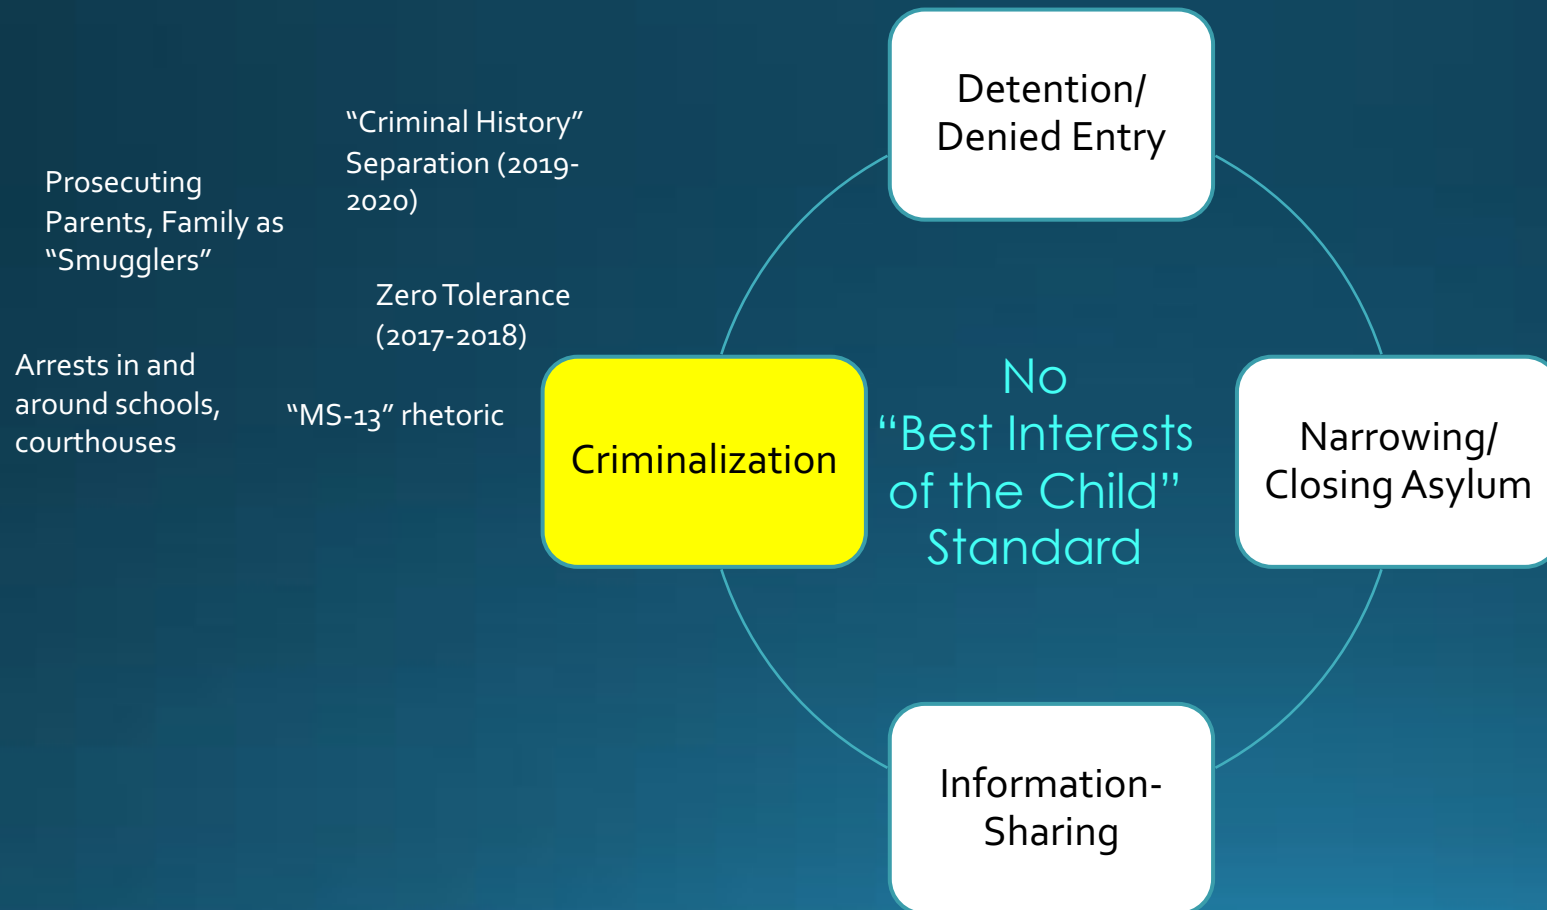 Detention/
Denied Entry
“Criminal History”
Separation (2019-
2020)
Prosecuting
Parents, Family as
“Smugglers”
Zero Tolerance
(2017-2018)
Arrests in and
around schools,
courthouses
“MS-13” rhetoric
Criminalization
No
“Best Interests
of the Child”
Standard
Narrowing/
Closing Asylum
Information-
Sharing